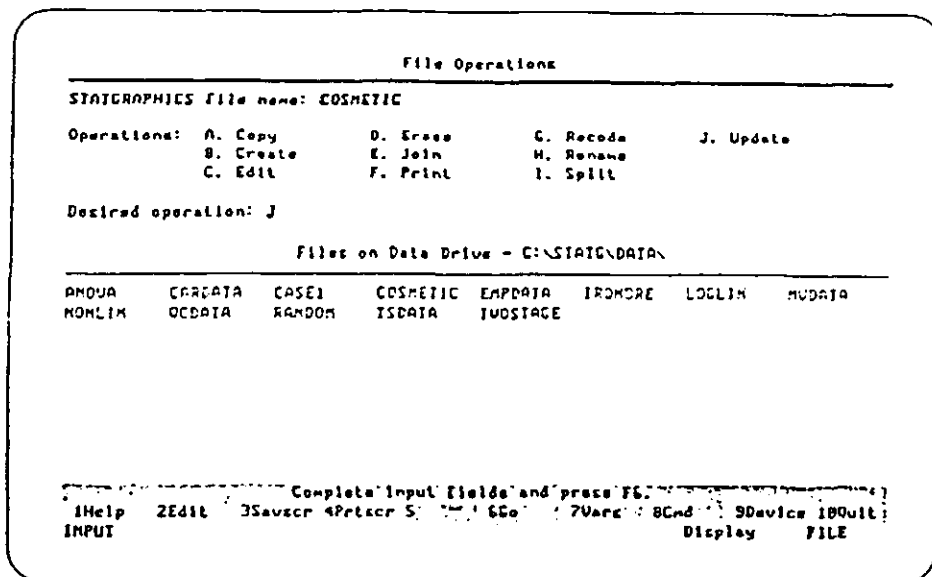 File Operations
STATGRAPHICS File name: COSMETIC
Operations: A. Copy D. Erase G. Recode J. Update
B. Create E. Join H. Rename
C. Edit F. Print I. Split
Desired operation: J
Files on Data Drive - C:\STATG\DATA\
ANOVA CARDATA CASE1 COSMETIC EMPDATA IRONORE LOGLIN MVDATA
NONLIN QCDATA RANDOM TSDATA TWOSTAGE
Complete Input Fields and press F6.
1Help 2Edit 3Savscr 4Prtscr 5 6Go 7Vars 8Cmd 9Device 10Quit
INPUT Display FILE